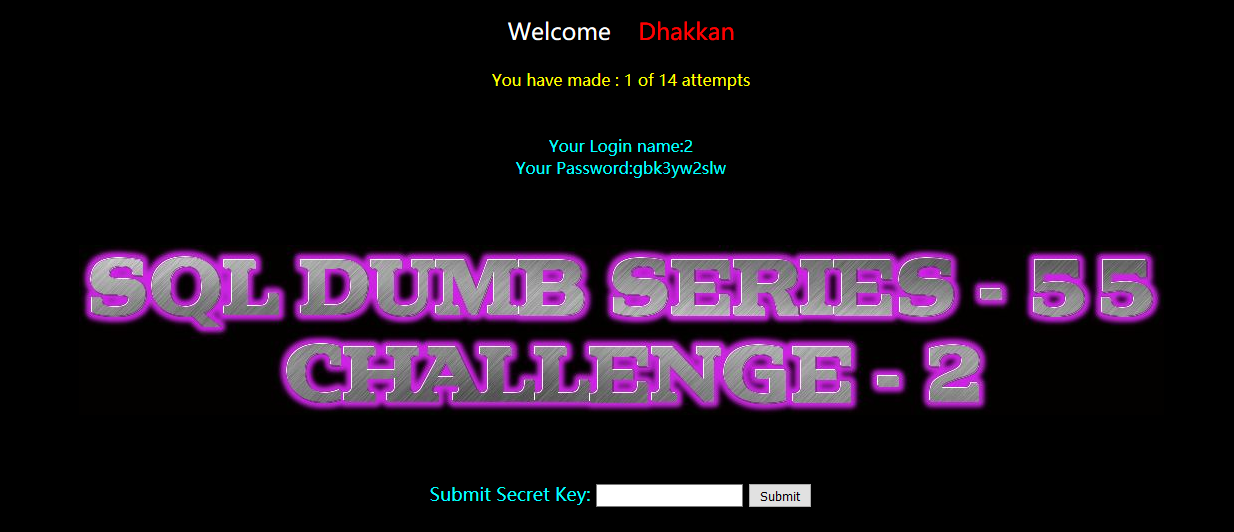 Welcome Dhakkan
You have made : 1 of 14 attempts
Your Login name:2
Your Password:gbk3yw2slw
SQL DUMB SERIES - 55
CHALLENGE - 2
Submit Secret Key: Submit